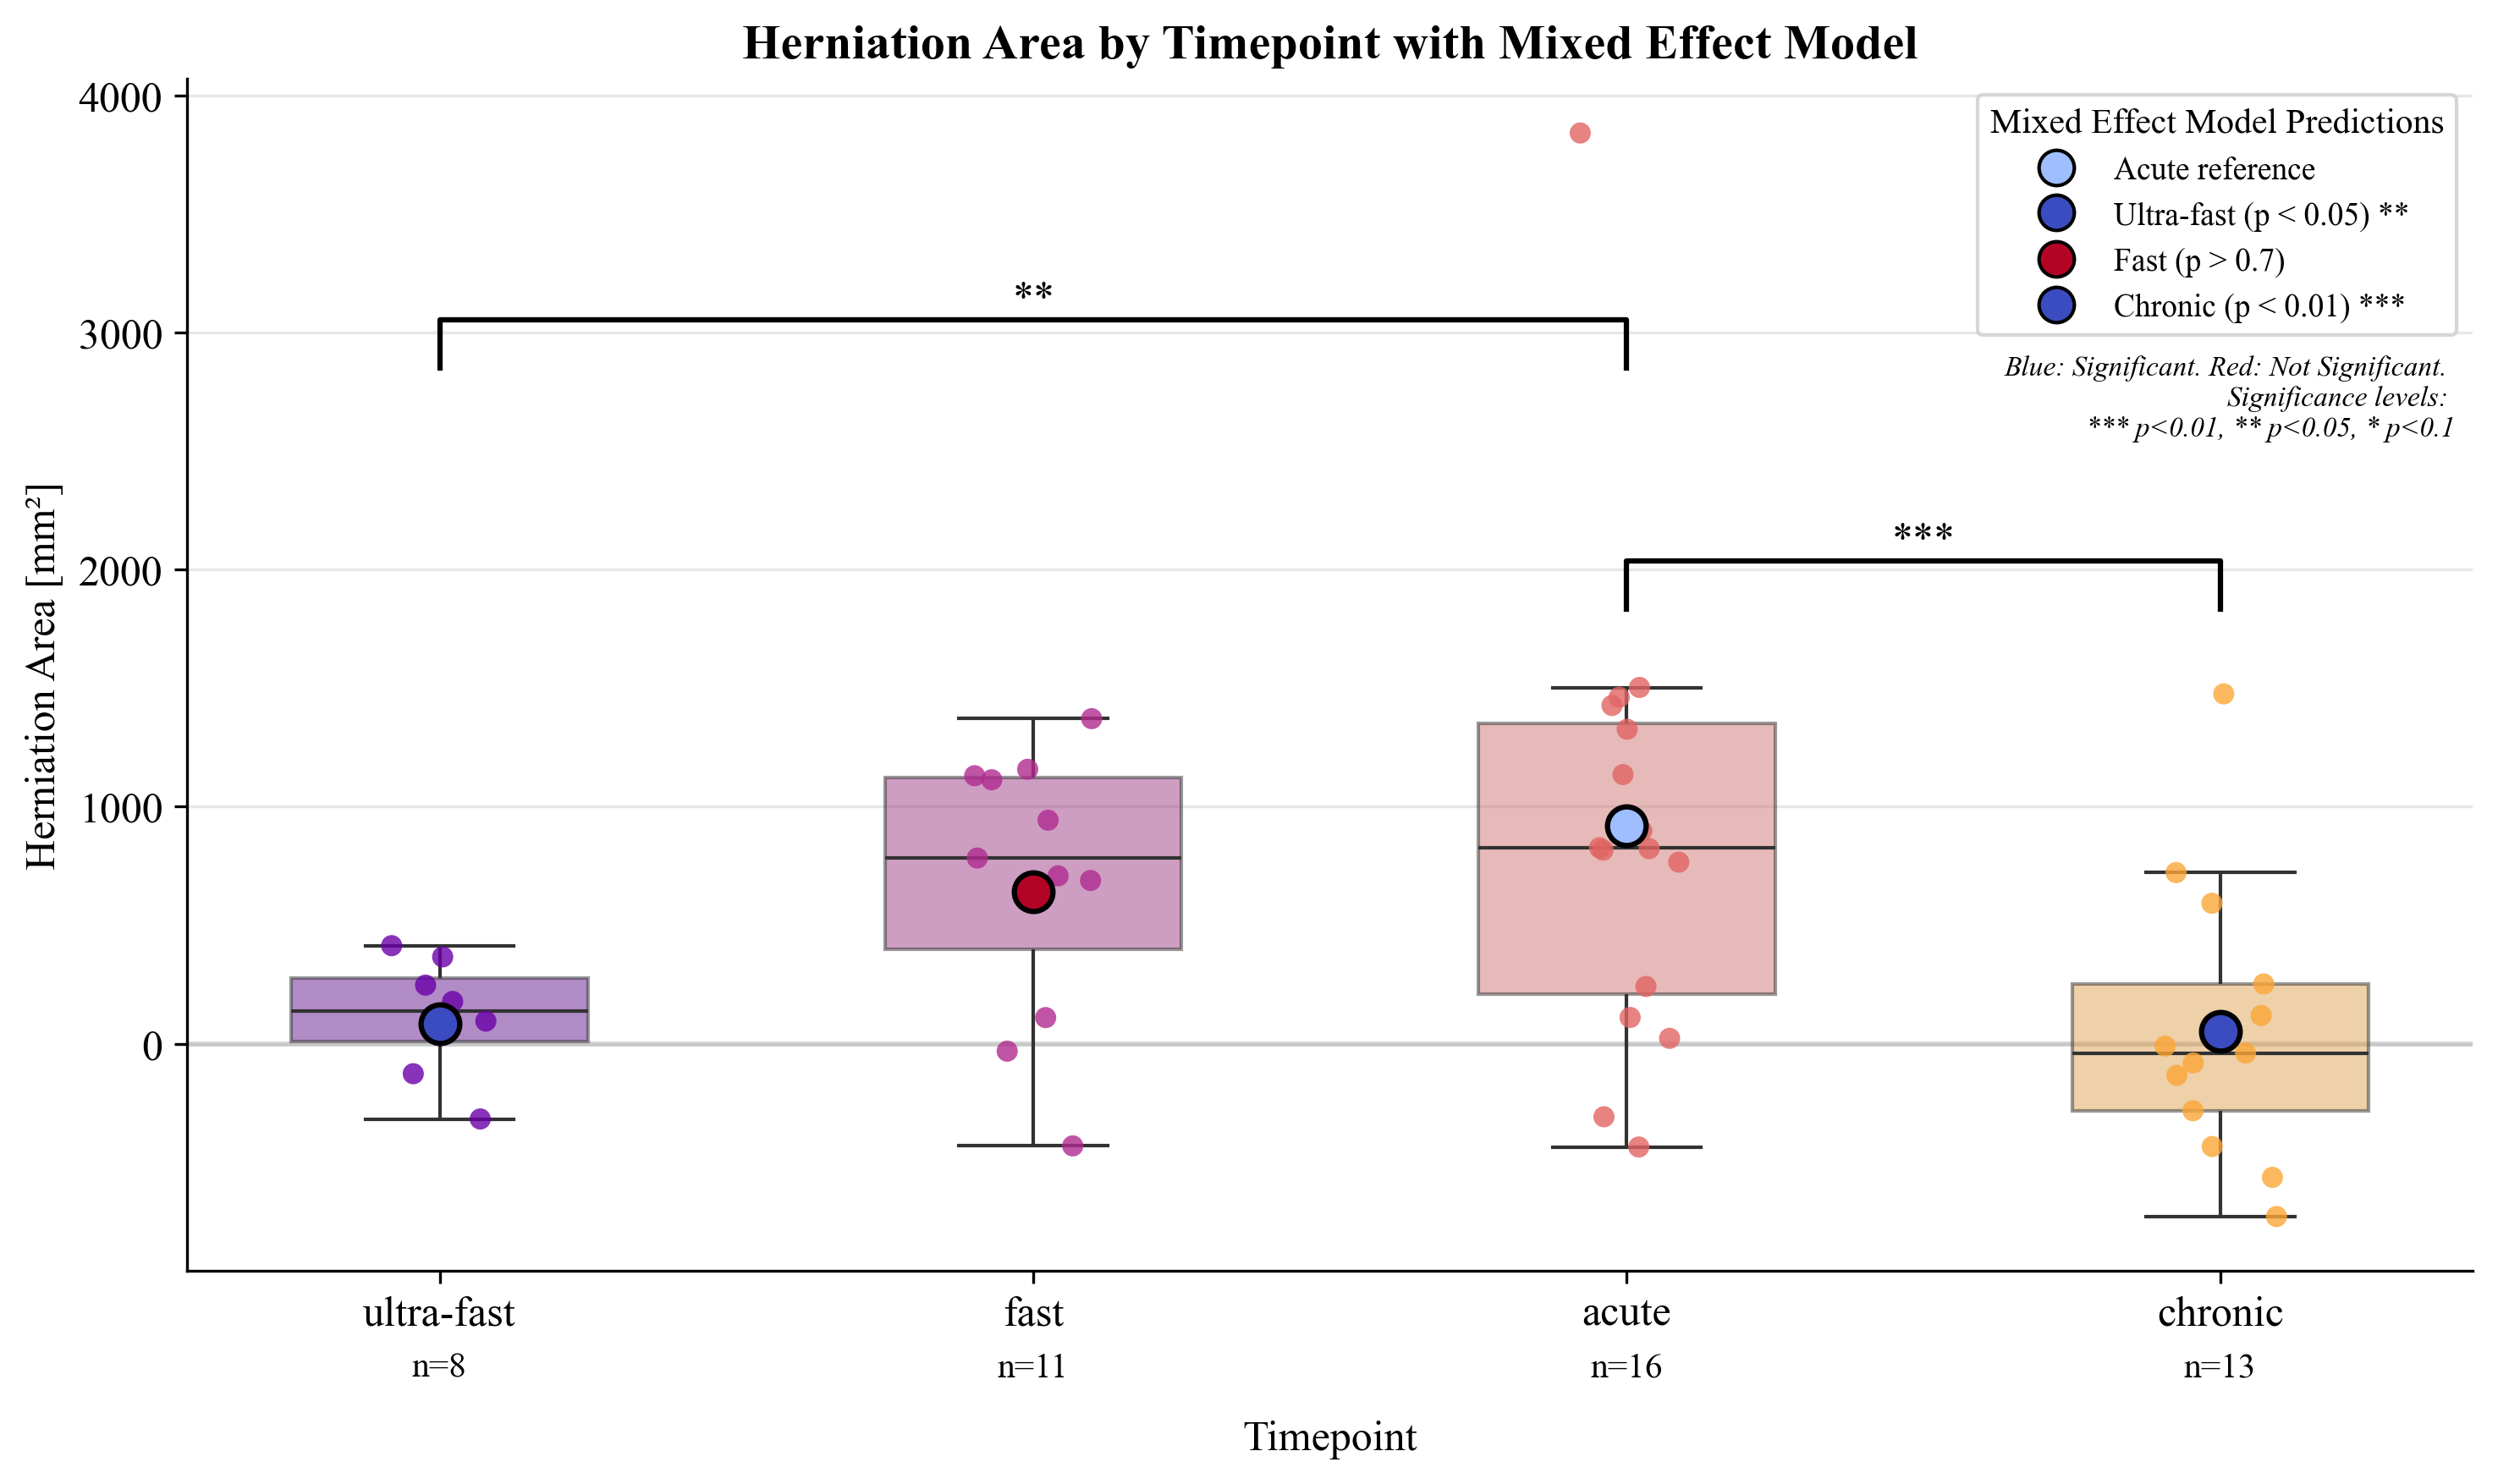 Herniation Area by Timepoint with Mixed Effect Model
Herniation Area [mm²]
4000
3000
2000
1000
0
Mixed Effect Model Predictions
Acute reference
Ultra-fast (p < 0.05) **
Fast (p > 0.7)
Chronic (p < 0.01) ***
Blue: Significant. Red: Not Significant.
Significance levels:
*** p<0.01, ** p<0.05, * p<0.1
**
***
ultra-fast
n=8
fast
n=11
acute
n=16
chronic
n=13
Timepoint